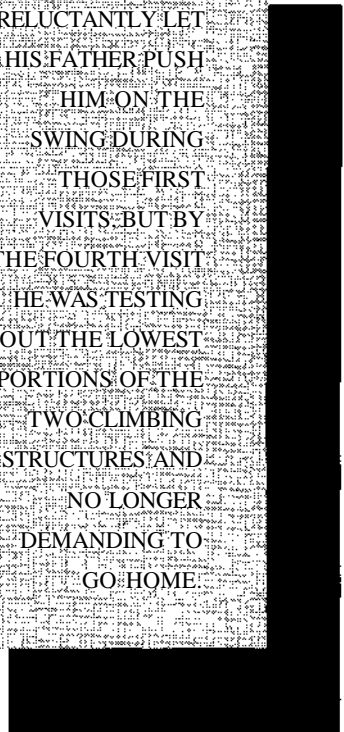 RELUCTANTLY LET
HIS FATHER PUSH
HIM ON THE
SWING DURING
THOSE FIRST
VISITS, BUT BY
THE FOURTH VISIT
HE WAS TESTING
OUT THE LOWEST
PORTIONS OF THE
TWO CLIMBING
STRUCTURES AND
NO LONGER
DEMANDING TO
GO HOME.